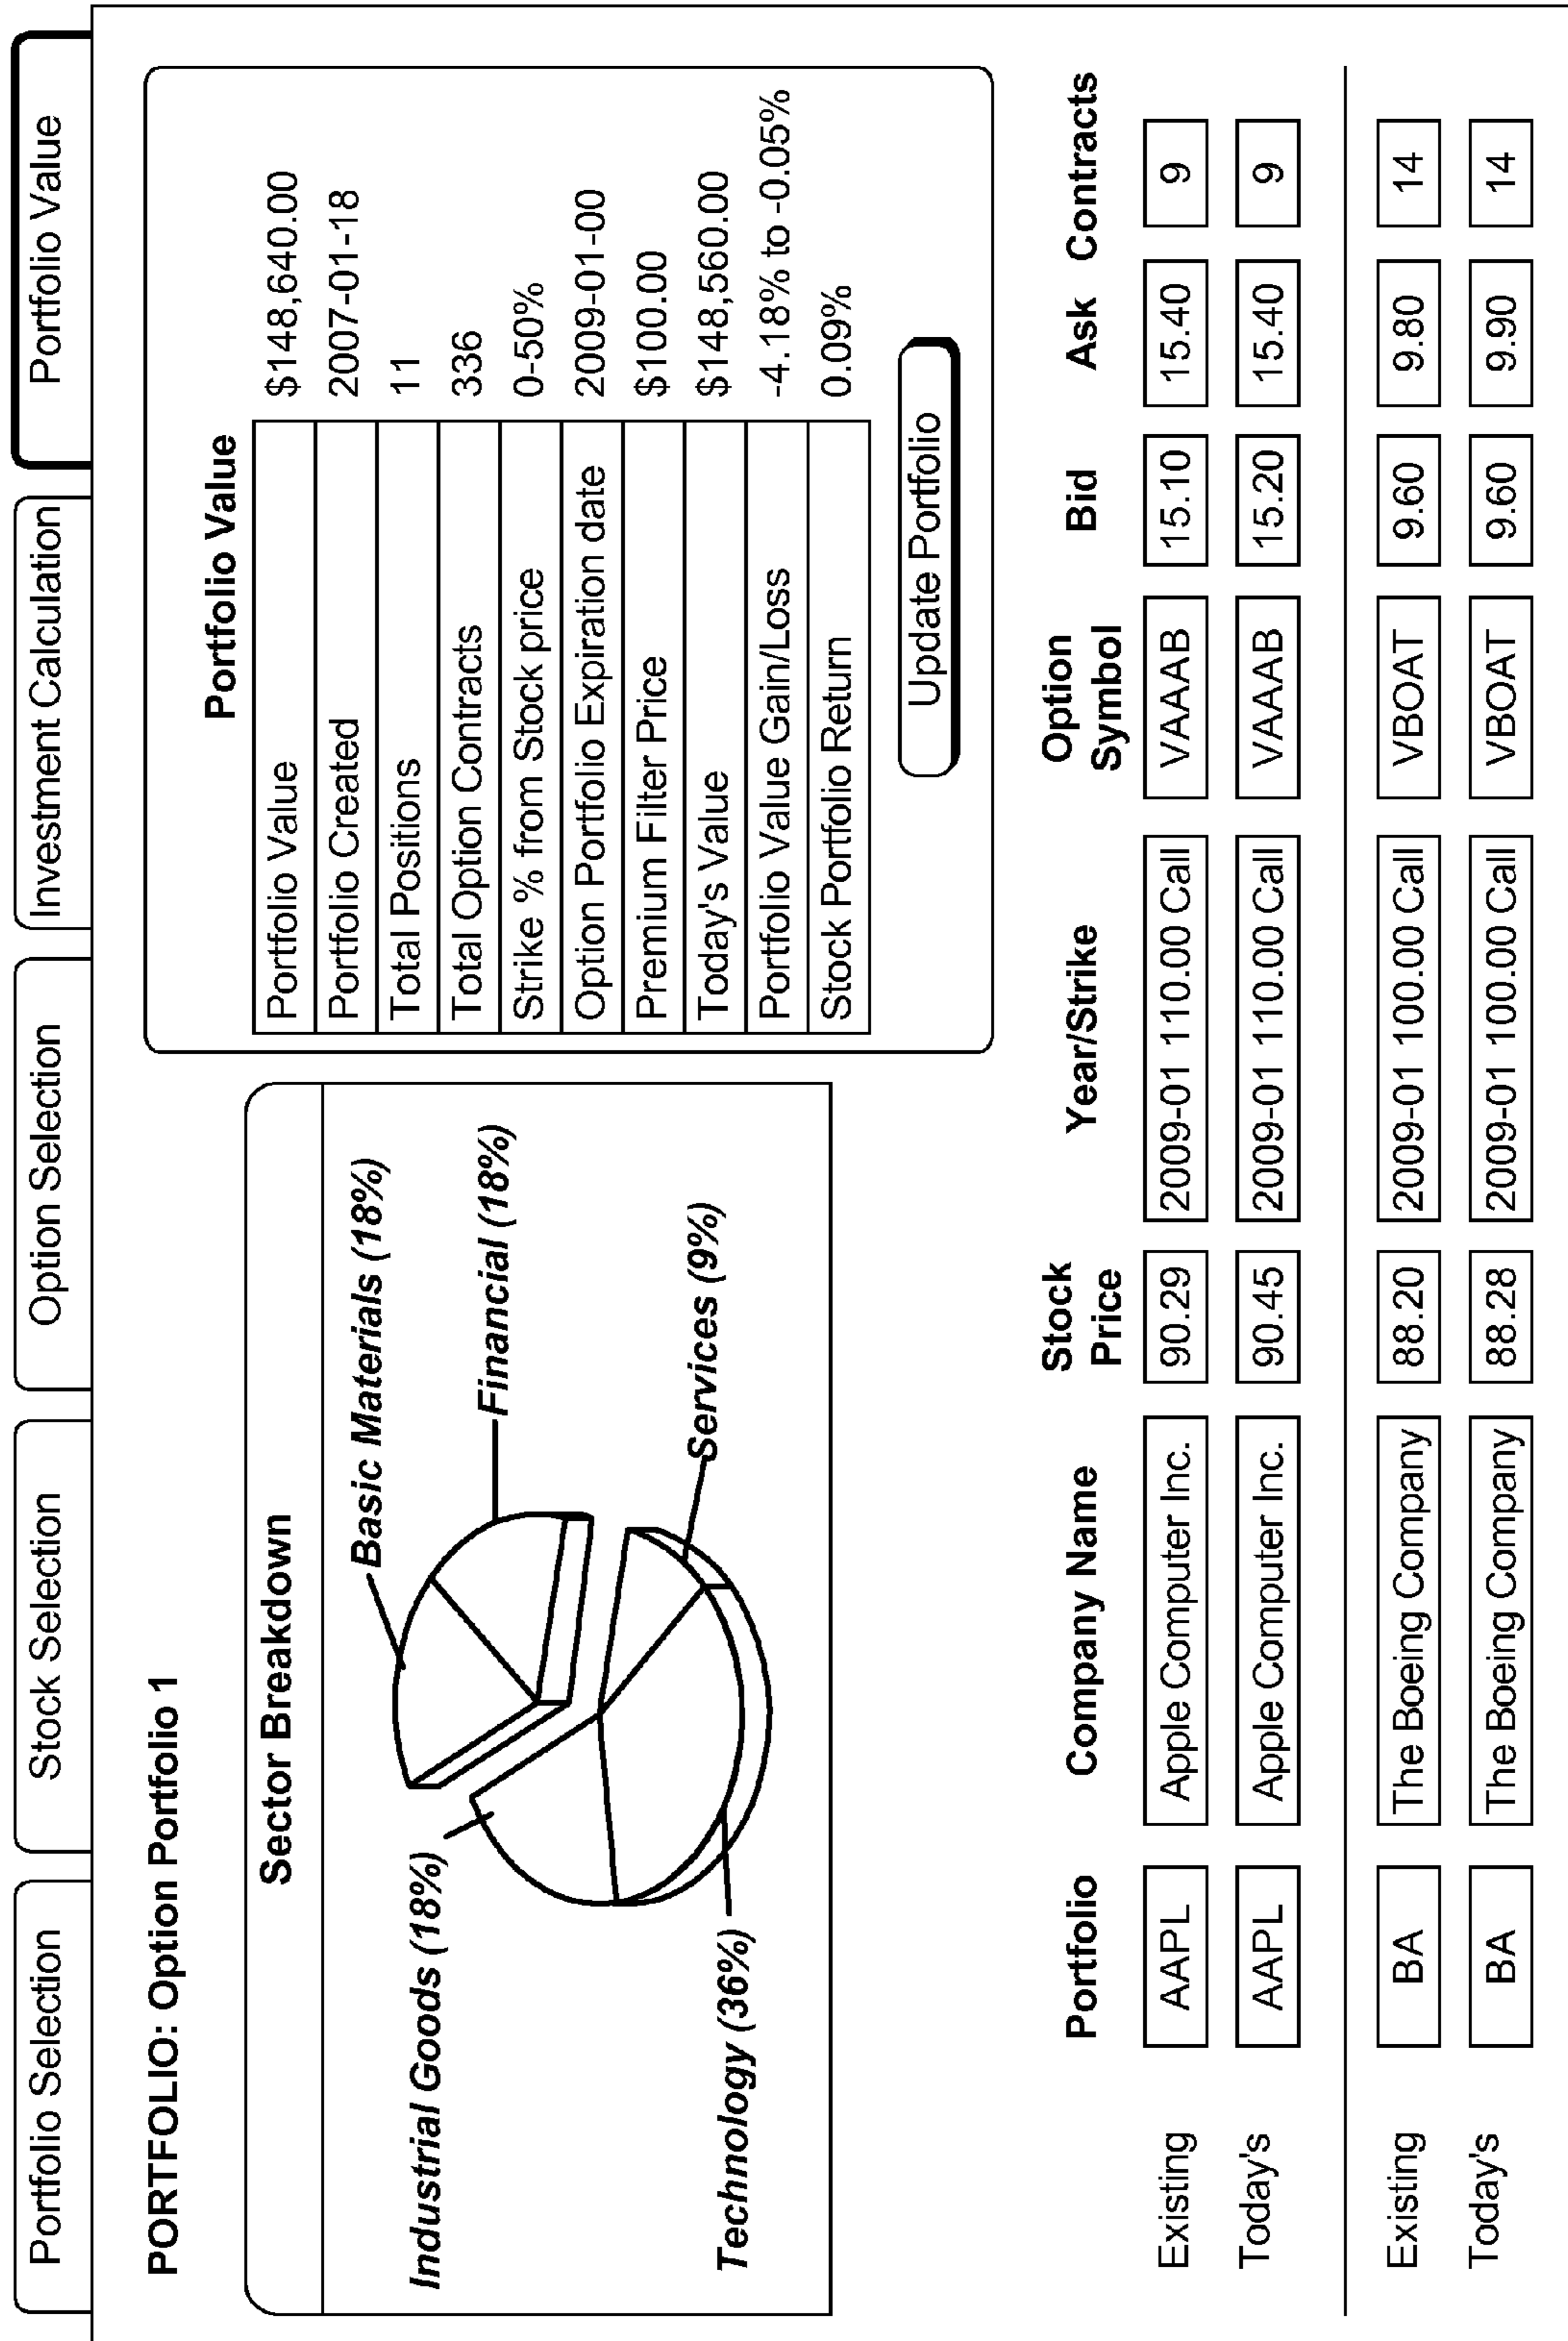 Portfolio Selection
Stock Selection
Option Selection
Investment Calculation
Portfolio Value
PORTFOLIO: Option Portfolio 1
Sector Breakdown
Basic Materials (18%)
Industrial Goods (18%)
Financial (18%)
Services (9%)
Technology (36%)
Portfolio Value
Portfolio Value $148,640.00
Portfolio Created 2007-01-18
Total Positions 11
Total Option Contracts 336
Strike % from Stock price 0-50%
Option Portfolio Expiration date 2009-01-00
Premium Filter Price $100.00
Today's Value $148,560.00
Portfolio Value Gain/Loss -4.18% to -0.05%
Stock Portfolio Return 0.09%
Update Portfolio
Portfolio Company Name Stock Price Year/Strike Option Symbol Bid Ask Contracts
Existing AAPL Apple Computer Inc. 90.29 2009-01 110.00 Call VAAAB 15.10 15.40 9
Today's AAPL Apple Computer Inc. 90.45 2009-01 110.00 Call VAAAB 15.20 15.40 9
Existing BA The Boeing Company 88.20 2009-01 100.00 Call VBOAT 9.60 9.80 14
Today's BA The Boeing Company 88.28 2009-01 100.00 Call VBOAT 9.60 9.90 14